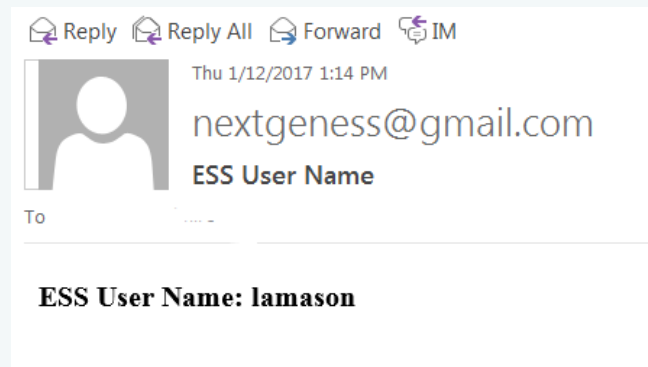 Reply Reply All Forward IM
Thu 1/12/2017 1:14 PM
nextgeness@gmail.com
ESS User Name
To
ESS User Name: lamason